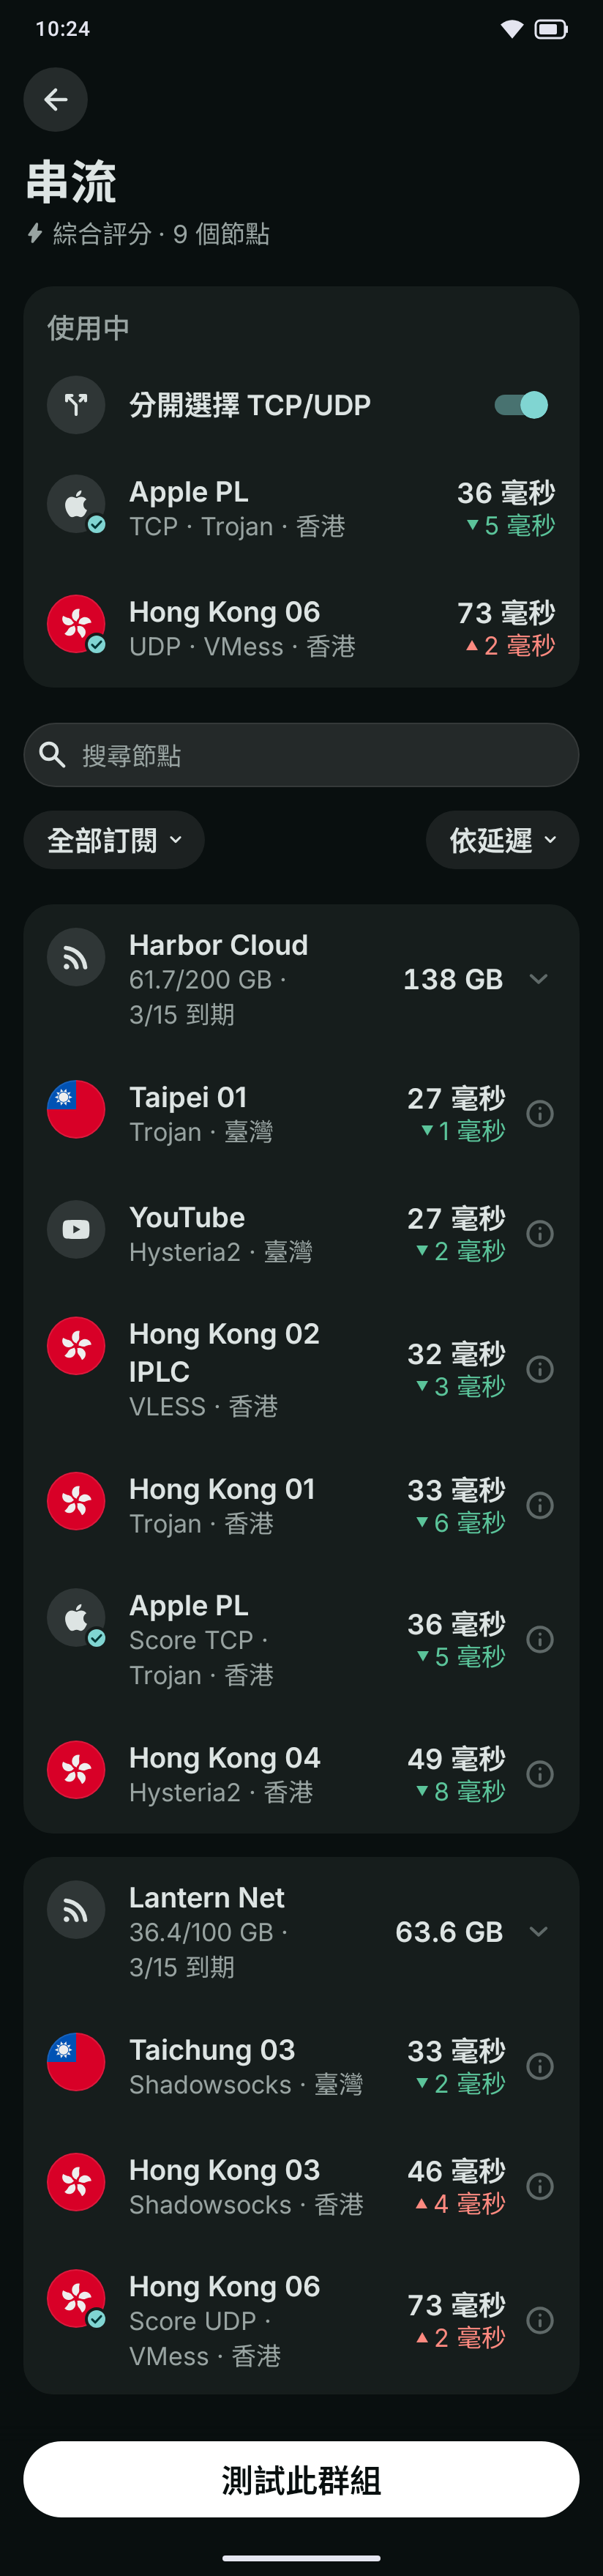 10:24
串流
綜合評分 · 9 個節點
使用中
分開選擇 TCP/UDP
Apple PL
36 毫秒
TCP · Trojan · 香港
▼5 毫秒
Hong Kong 06
73 毫秒
UDP · VMess · 香港
▲2 毫秒
搜尋節點
全部訂閱
依延遲
Harbor Cloud
61.7/200 GB ·
3/15 到期
138 GB
Taipei 01
27 毫秒
Trojan · 臺灣
▼1 毫秒
YouTube
27 毫秒
Hysteria2 · 臺灣
▼2 毫秒
Hong Kong 02
IPLC
VLESS · 香港
32 毫秒
▼3 毫秒
Hong Kong 01
33 毫秒
Trojan · 香港
▼6 毫秒
Apple PL
Score TCP ·
Trojan · 香港
36 毫秒
▼5 毫秒
Hong Kong 04
49 毫秒
Hysteria2 · 香港
▼8 毫秒
Lantern Net
36.4/100 GB ·
3/15 到期
63.6 GB
Taichung 03
33 毫秒
Shadowsocks · 臺灣
▼2 毫秒
Hong Kong 03
46 毫秒
Shadowsocks · 香港
▲4 毫秒
Hong Kong 06
Score UDP ·
VMess · 香港
73 毫秒
▲2 毫秒
測試此群組